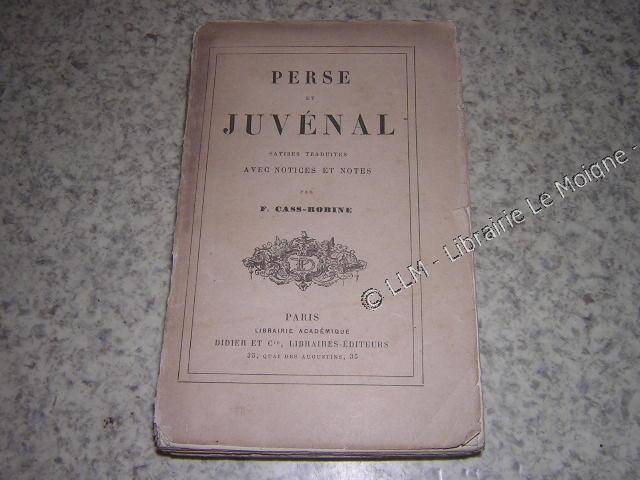 PERSE
ET
JUVÉNAL
SATIRES TRADUITES
AVEC NOTICES ET NOTES
PAR
F. CASS-ROBINE
PARIS
LIBRAIRIE ACADÉMIQUE
DIDIER ET Cie, LIBRAIRES-ÉDITEURS
35, QUAI DES AUGUSTINS, 35
© LLM - Librairie Le Moigne -